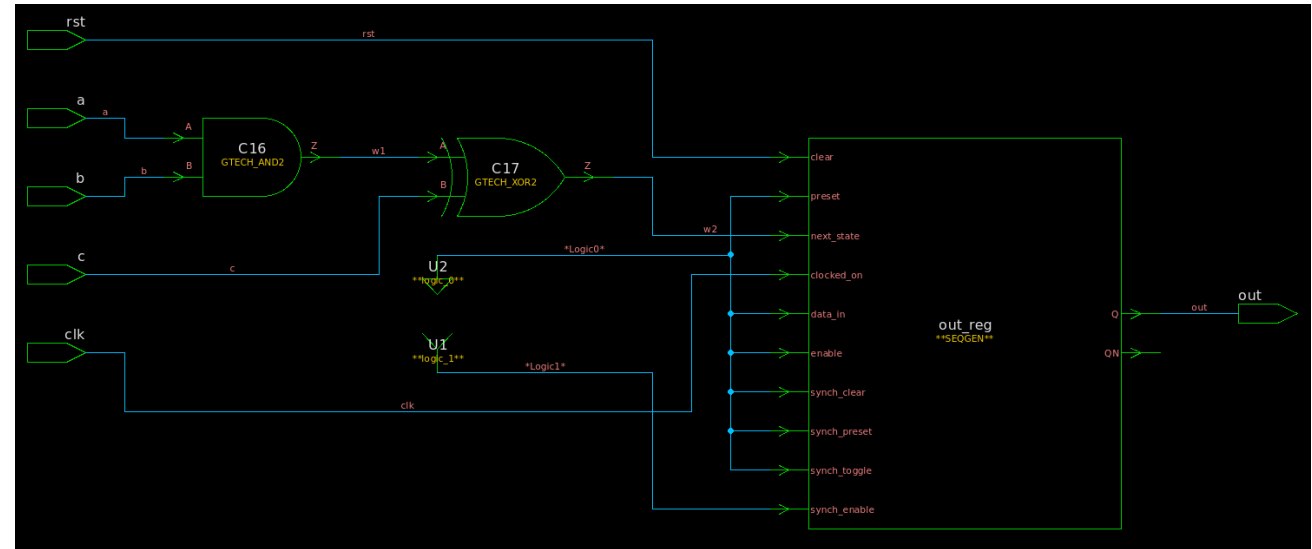 rst
rst
a
a
A
C16
GTECH_AND2
Z
B
b
b
w1
A
C17
GTECH_XOR2
Z
B
c
c
w2
*Logic0*
U2
**logic_0**
U1
**logic_1**
*Logic1*
clk
clk
clear
preset
next_state
clocked_on
data_in
enable
synch_clear
synch_preset
synch_toggle
synch_enable
out_reg
**SEQGEN**
Q
QN
out
out